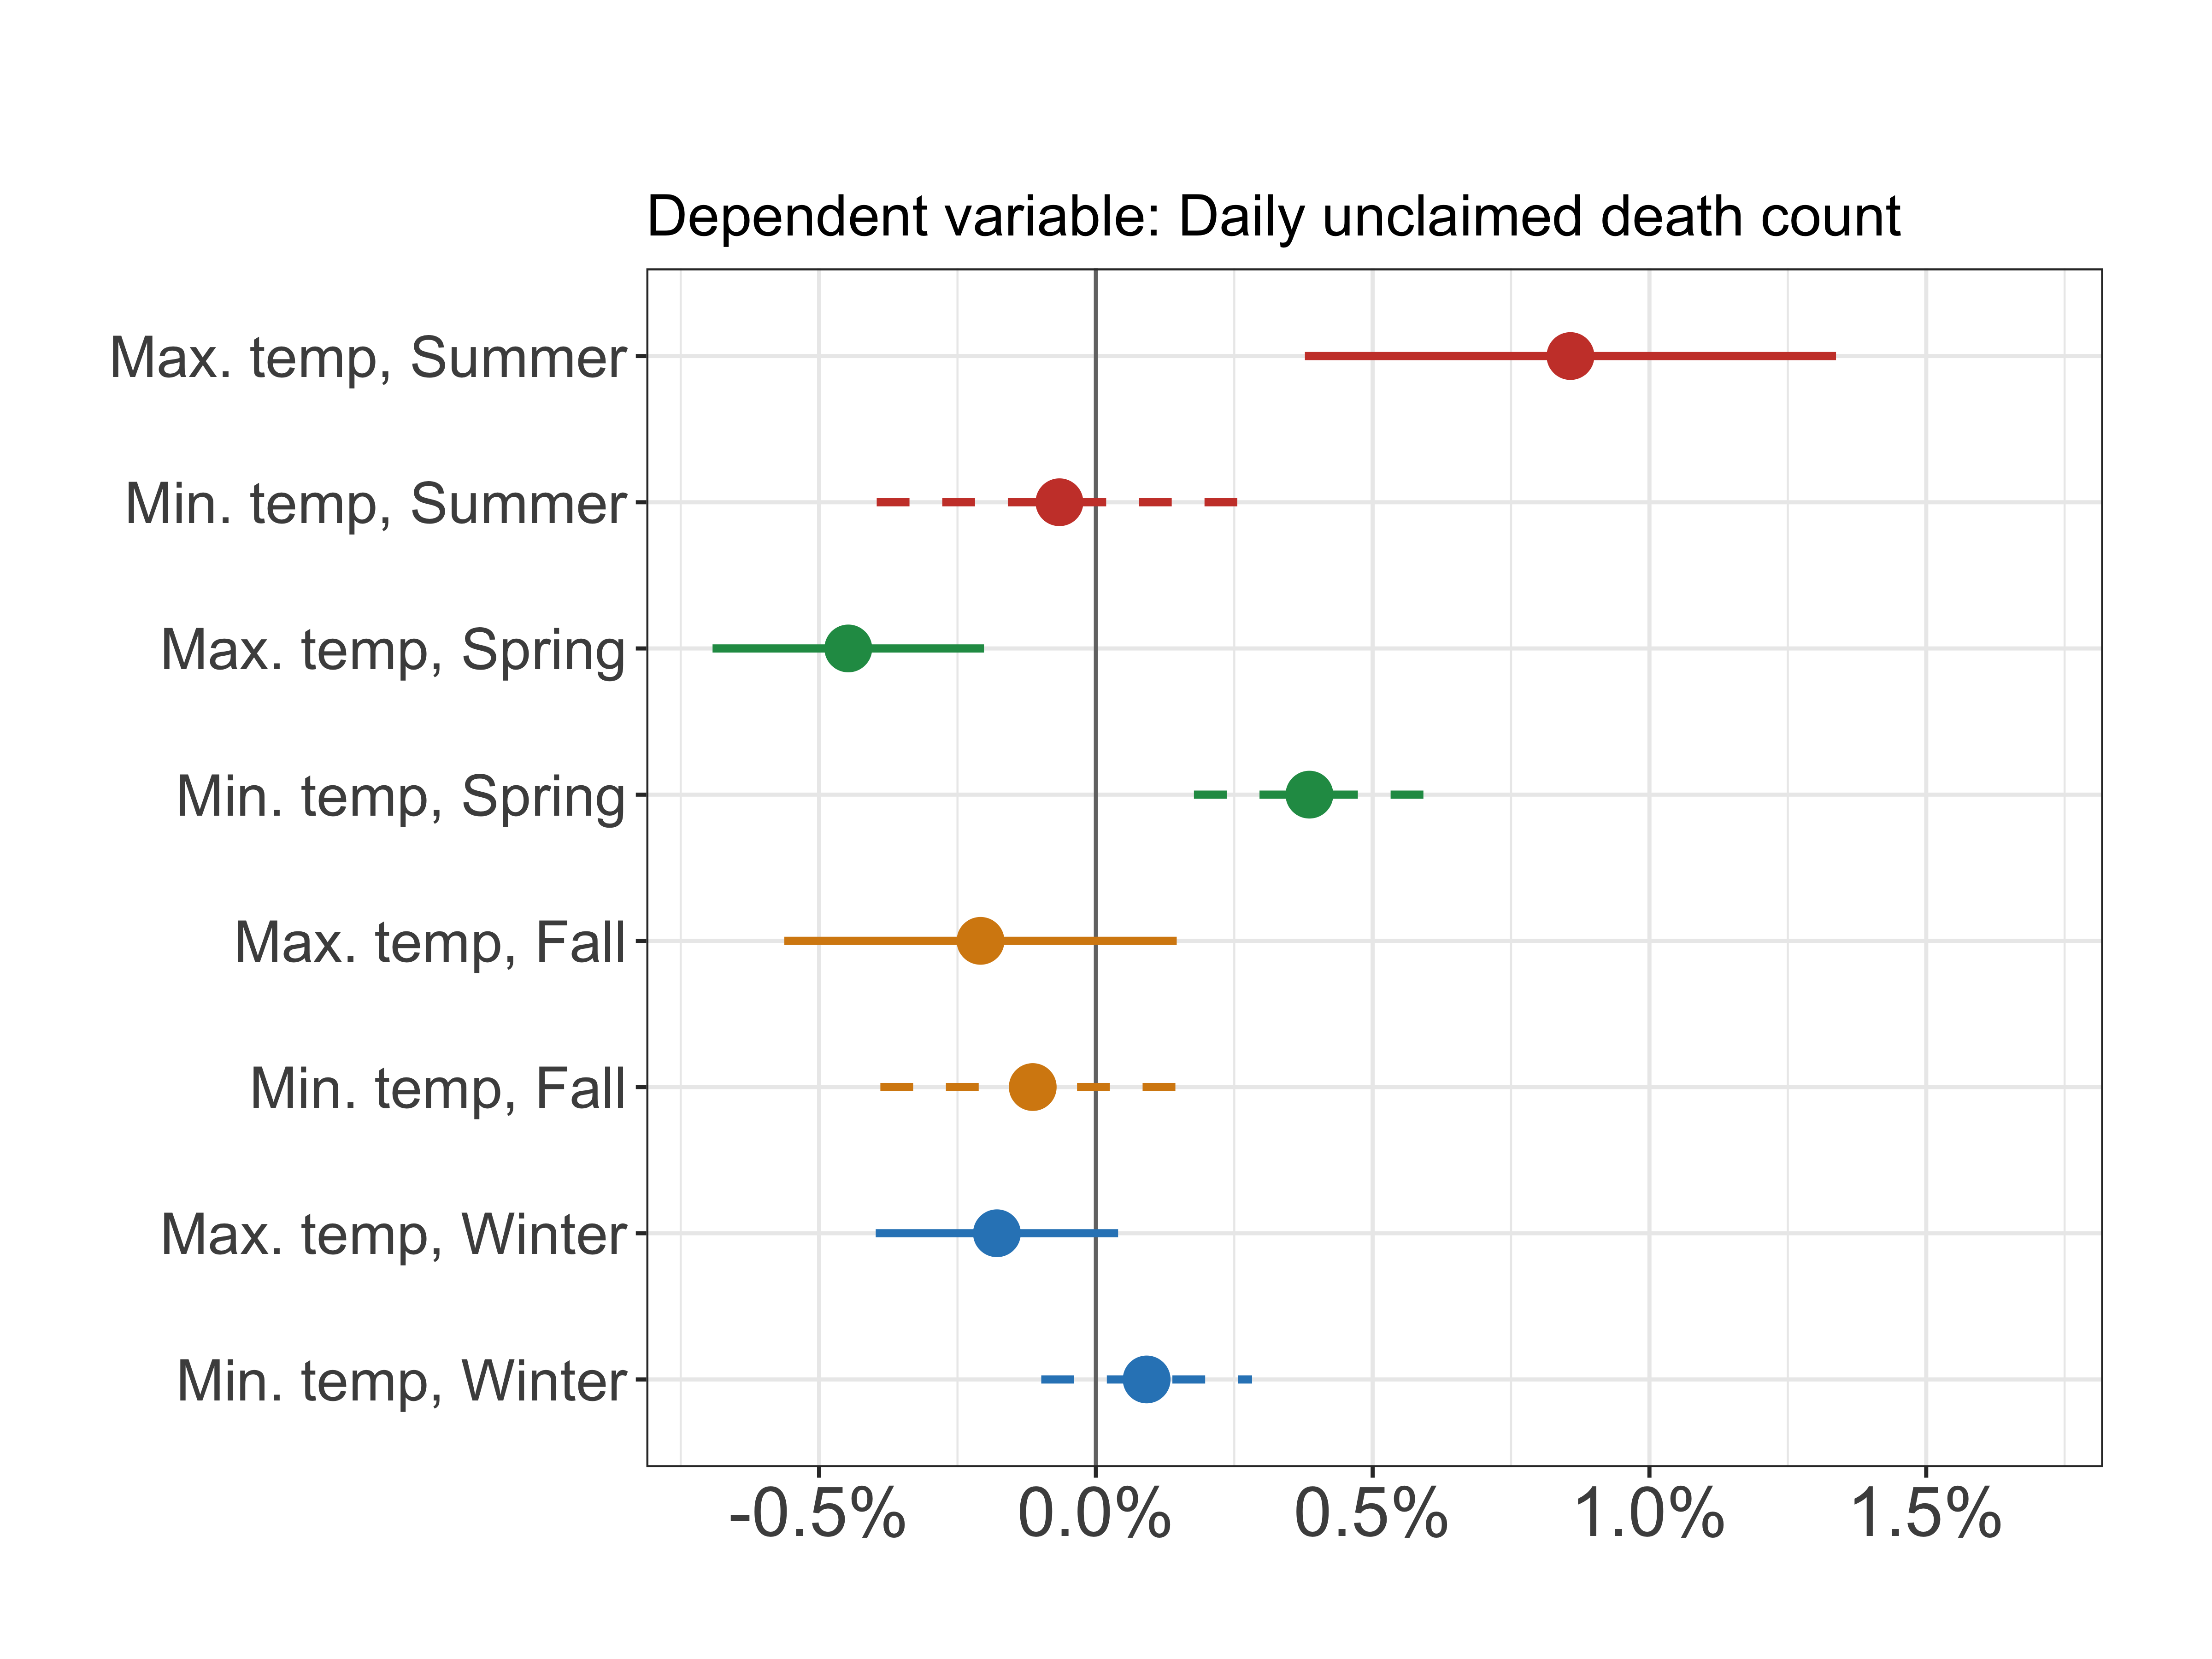 Dependent variable: Daily unclaimed death count
Max. temp, Summer
Min. temp, Summer
Max. temp, Spring
Min. temp, Spring
Max. temp, Fall
Min. temp, Fall
Max. temp, Winter
Min. temp, Winter
-0.5% 0.0% 0.5% 1.0% 1.5%